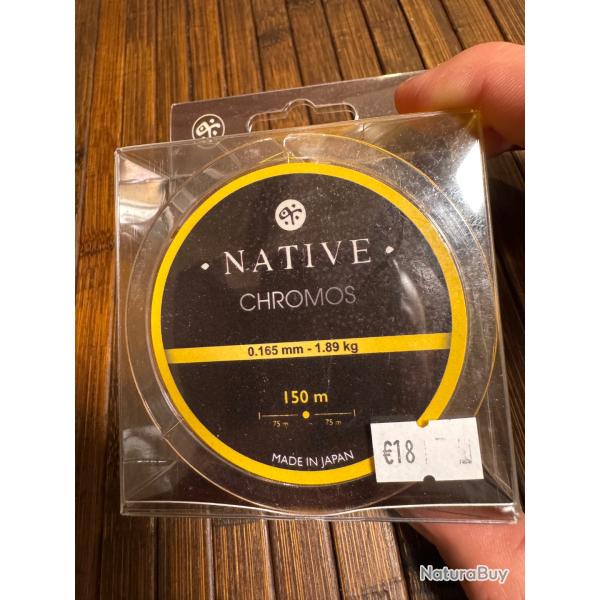 · NATIVE ·
CHROMOS
0.165 mm - 1.89 kg
150 m
75 m 75 m
MADE IN JAPAN
€18
NaturaBuy